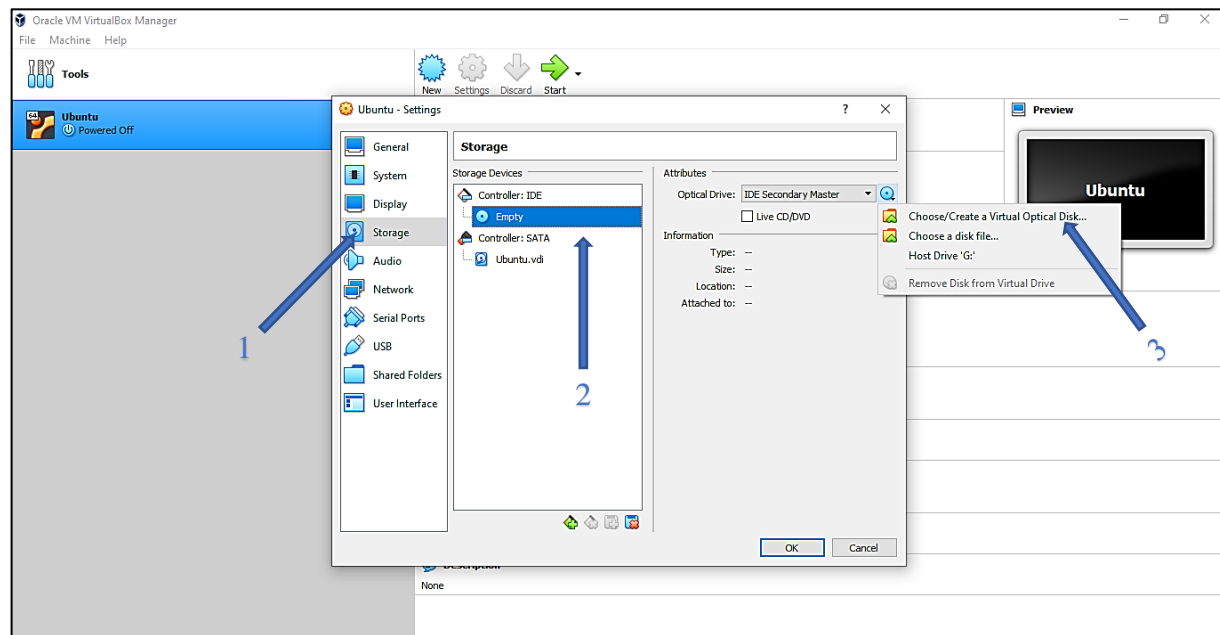 Oracle VM VirtualBox Manager
File Machine Help
Tools
New Settings Discard Start
Ubuntu
64
Powered Off
Preview
Ubuntu
Ubuntu - Settings
? 
General
System
Display
Storage
Audio
Network
Serial Ports
USB
Shared Folders
User Interface
Storage
Storage Devices
Controller: IDE
Empty
Controller: SATA
Ubuntu.vdi
Attributes
Optical Drive: IDE Secondary Master
Live CD/DVD
Information
Type: --
Size: --
Location: --
Attached to: --
Choose/Create a Virtual Optical Disk...
Choose a disk file...
Host Drive 'G:'
Remove Disk from Virtual Drive
1
2
3
OK Cancel
Description
None